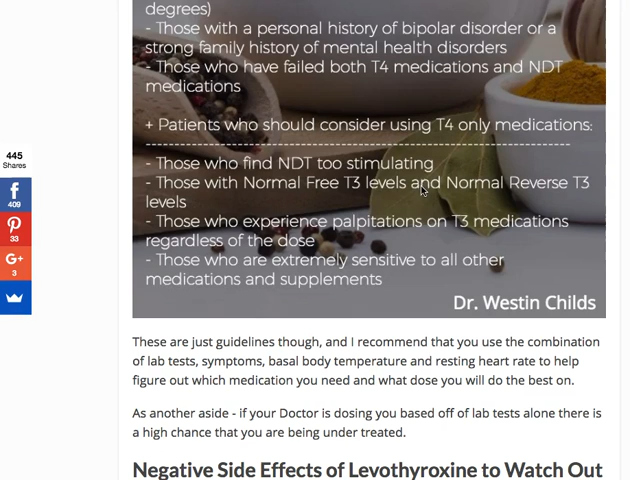 degrees)
- Those with a personal history of bipolar disorder or a
strong family history of mental health disorders
- Those who have failed both T4 medications and NDT
medications
+ Patients who should consider using T4 only medications:
--------------------------------------------------------------------------
- Those who find NDT too stimulating
- Those with Normal Free T3 levels and Normal Reverse T3
levels
- Those who experience palpitations on T3 medications
regardless of the dose
- Those who are extremely sensitive to all other
medications and supplements
Dr. Westin Childs
445
Shares
409
33
G+
3
These are just guidelines though, and I recommend that you use the combination
of lab tests, symptoms, basal body temperature and resting heart rate to help
figure out which medication you need and what dose you will do the best on.
As another aside - if your Doctor is dosing you based off of lab tests alone there is
a high chance that you are being under treated.
Negative Side Effects of Levothyroxine to Watch Out